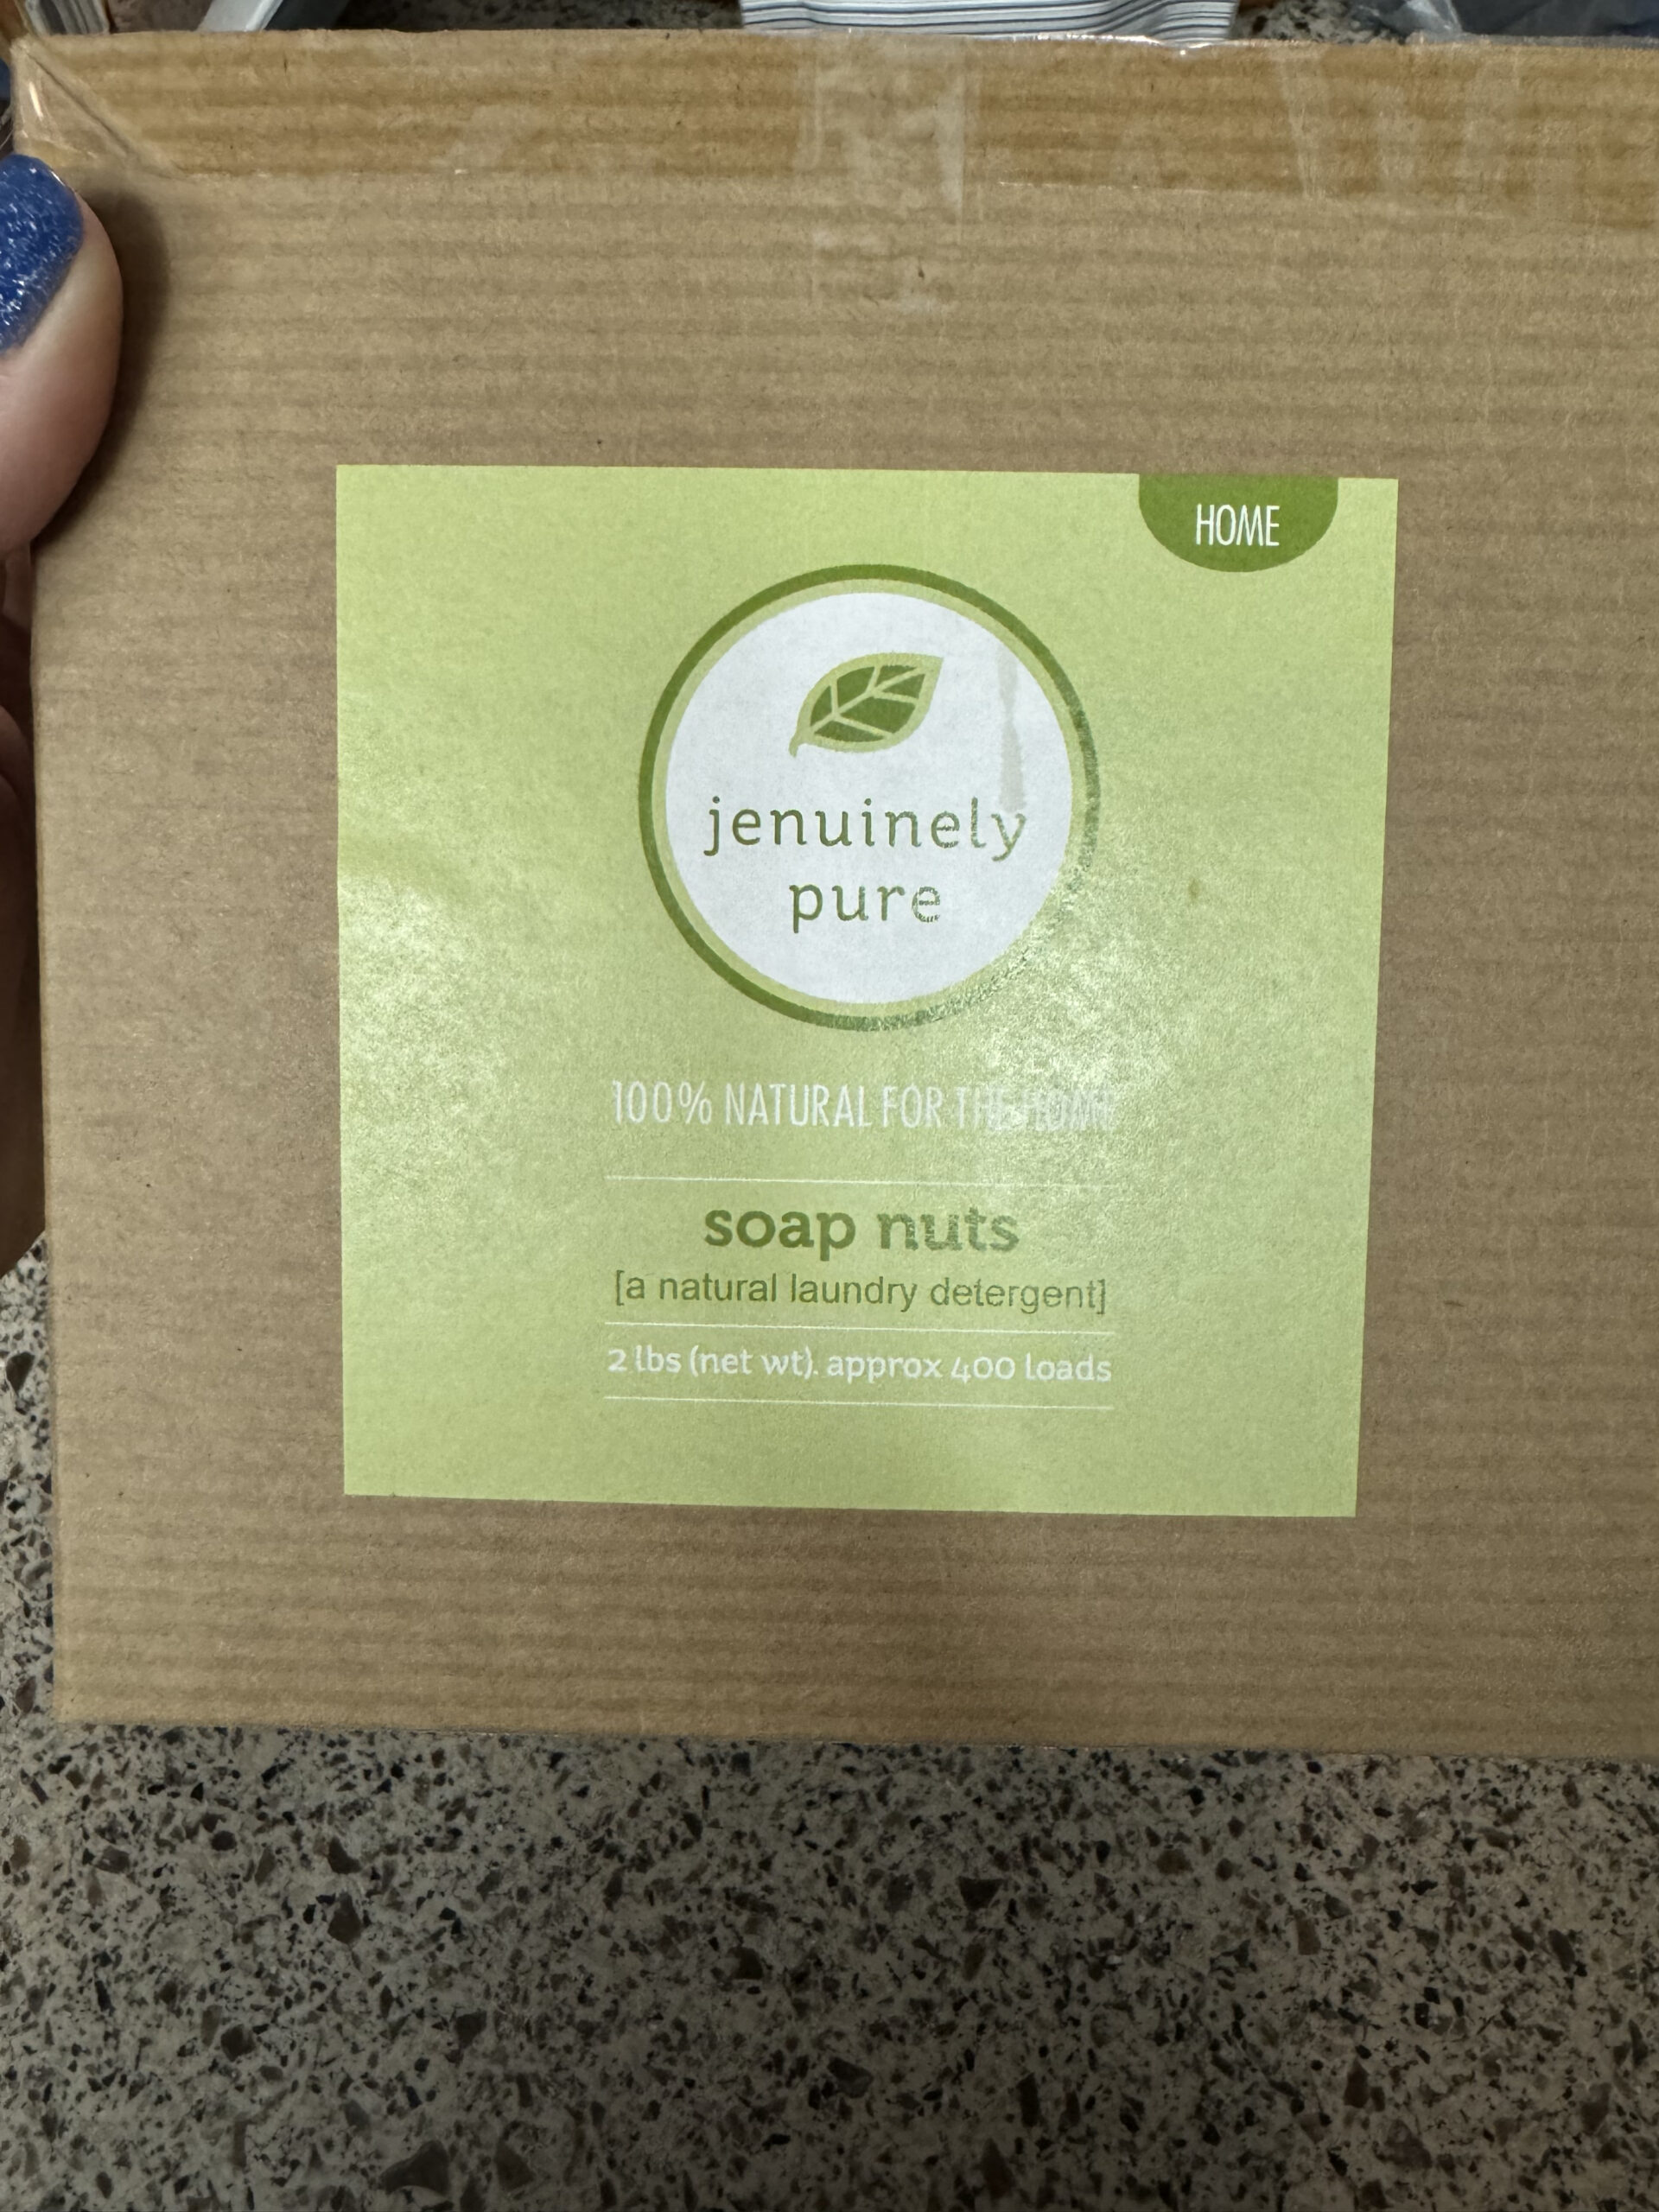 HOME
jenuinely
pure
100% NATURAL FOR THE HOME
soap nuts
[a natural laundry detergent]
2 lbs (net wt). approx 400 loads